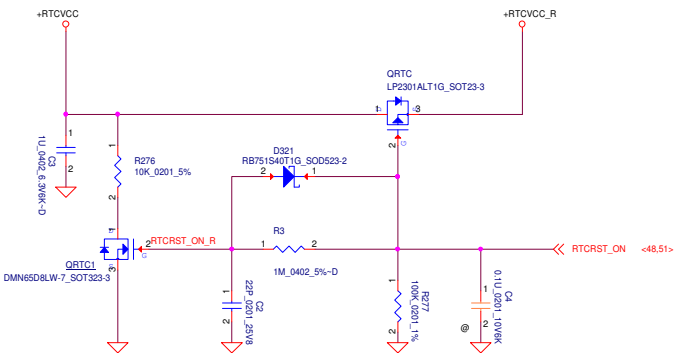 +RTCVCC
+RTCVCC_R
QRTC
LP2301ALT1G_SOT23-3
1
3
D
S
G
2
1
2
C3
1U_0402_6.3V6K~D
1
R276
10K_0201_5%
2
D321
RB751S40T1G_SOD523-2
2
1
1
2
RTCRST_ON_R
G
3
QRTC1
DMN65D8LW-7_SOT323-3
R3
1
2
1M_0402_5%~D
RTCRST_ON
<48,51>
1
2
C2
22P_0201_25V8
1
2
R277
100K_0201_1%
1
@
2
C4
0.1U_0201_10V6K